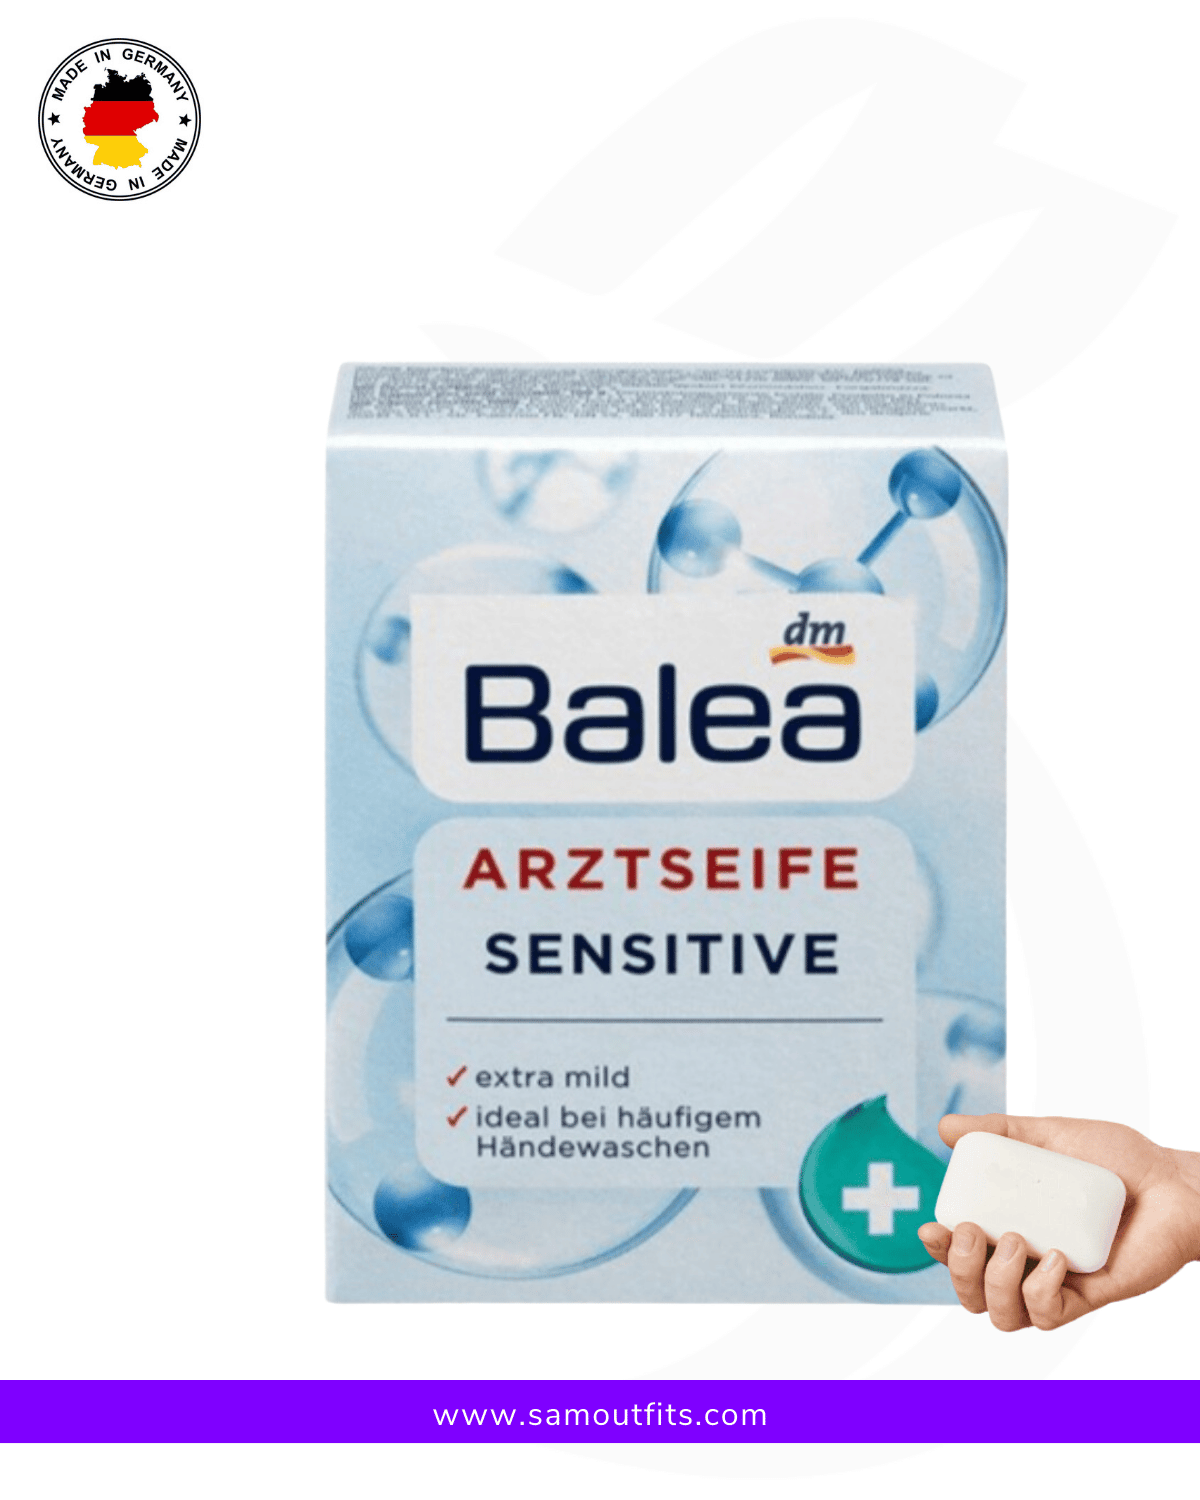 MADE IN GERMANY
MADE IN GERMANY
dm
Balea
ARZTSEIFE
SENSITIVE
✓ extra mild
✓ ideal bei häufigem
Händewaschen
www.samoutfits.com